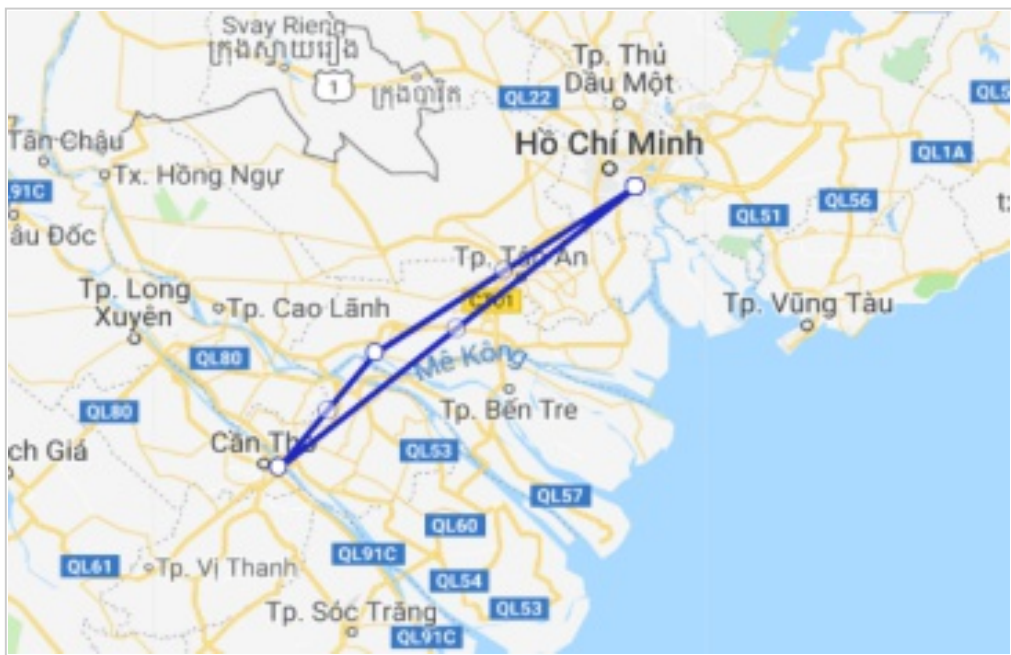 Svay Rieng
ក្រុងស្វាយរៀង
1
ក្រុងបាវិត
QL22
Tp. Thủ
Dầu Một
Hồ Chí Minh
QL1A
Tân Châu
91C
Tx. Hồng Ngự
âu Đốc
QL51
QL56
Tp. Tân An
Tp. Long
Xuyên
Tp. Cao Lãnh
CT01
Tp. Vũng Tàu
QL80
Mê Kông
QL80
Tp. Bến Tre
ch Giá
Cần Thơ
QL53
QL57
QL60
QL91C
QL61
Tp. Vị Thanh
QL54
QL53
Tp. Sóc Trăng
QL91C